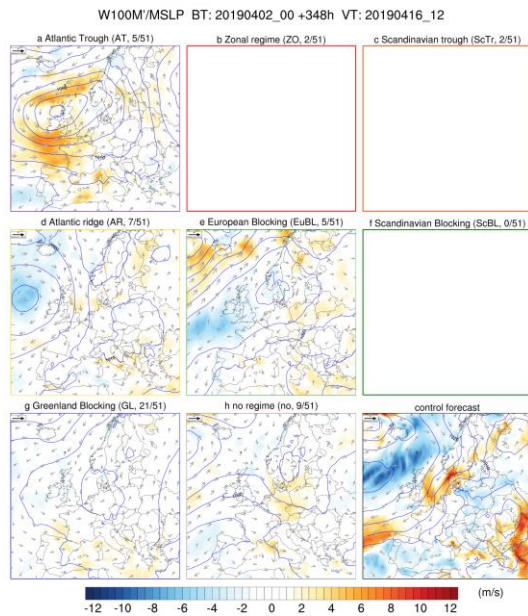 W100M'/MSLP BT: 20190402_00 +348h VT: 20190416_12
a Atlantic Trough (AT, 5/51)
b Zonal regime (ZO, 2/51)
c Scandinavian trough (ScTr, 2/51)
d Atlantic ridge (AR, 7/51)
e European Blocking (EuBL, 5/51)
f Scandinavian Blocking (ScBL, 0/51)
g Greenland Blocking (GL, 21/51)
h no regime (no, 9/51)
control forecast
-12 -10 -8 -6 -4 -2 0 2 4 6 8 10 12
(m/s)